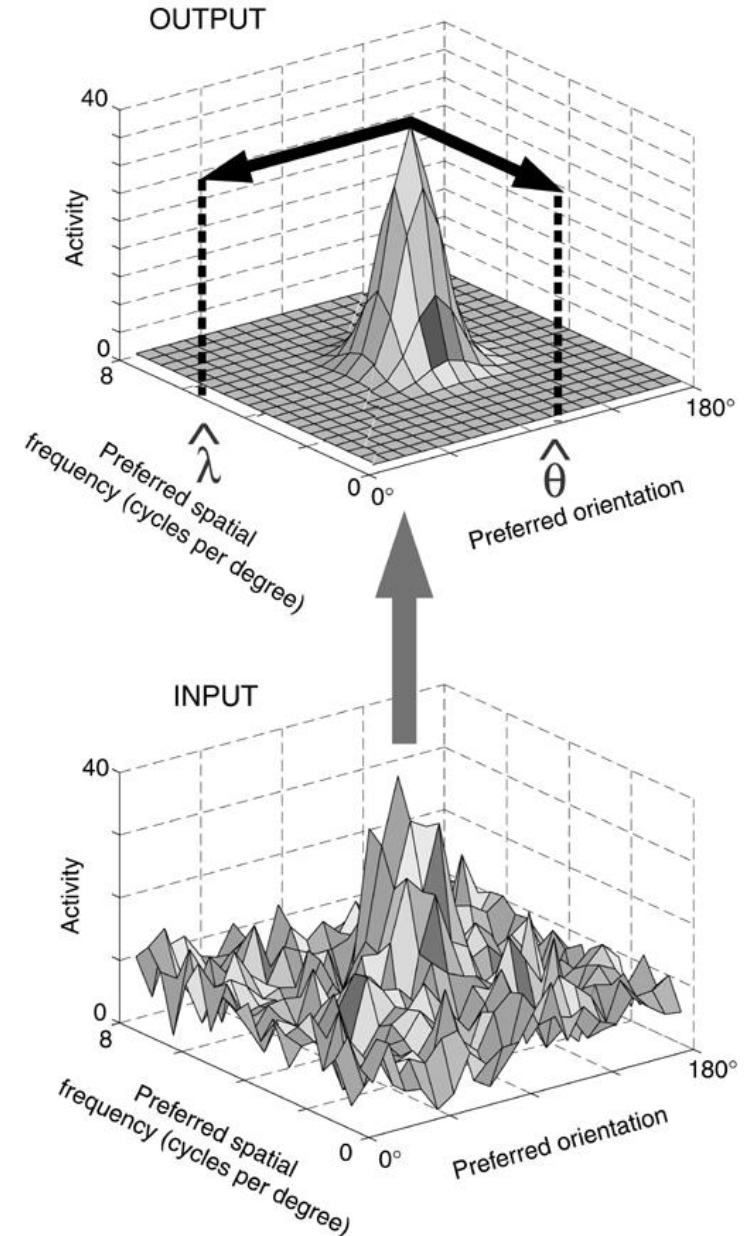 OUTPUT
40
Activity
0
8
Preferred spatial
frequency (cycles per degree)
λ̂
0
0°
θ̂
Preferred orientation
180°
INPUT
40
Activity
0
8
Preferred spatial
frequency (cycles per degree)
0
0°
Preferred orientation
180°